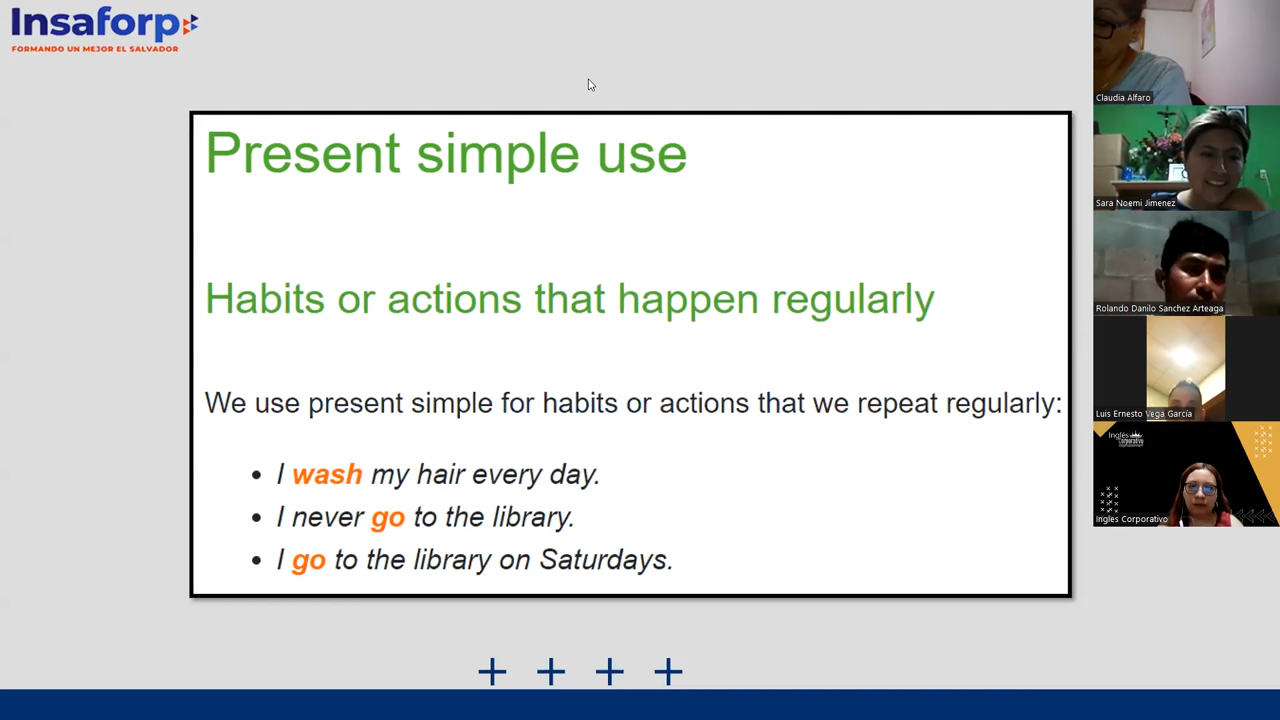 Insaforp
FORMANDO UN MEJOR EL SALVADOR
Present simple use
Habits or actions that happen regularly
We use present simple for habits or actions that we repeat regularly:
• I wash my hair every day.
• I never go to the library.
• I go to the library on Saturdays.
Claudia Alfaro
Sara Noemi Jimenez
Rolando Danilo Sanchez Arteaga
Luis Ernesto Vega García
Inglés
Corporativo
Ingles Corporativo